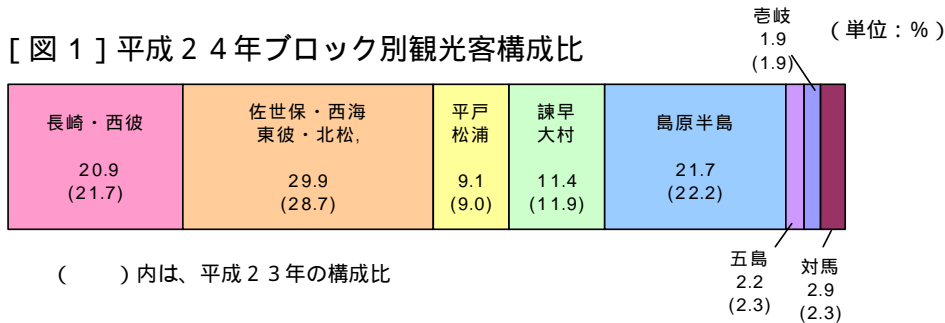 [図１]平成２４年ブロック別観光客構成比
（単位：%）
壱岐
1.9
(1.9)
長崎・西彼
20.9
(21.7)
佐世保・西海
東彼・北松,
29.9
(28.7)
平戸
松浦
9.1
(9.0)
諫早
大村
11.4
(11.9)
島原半島
21.7
(22.2)
五島
2.2
(2.3)
対馬
2.9
(2.3)
（　　）内は、平成２３年の構成比